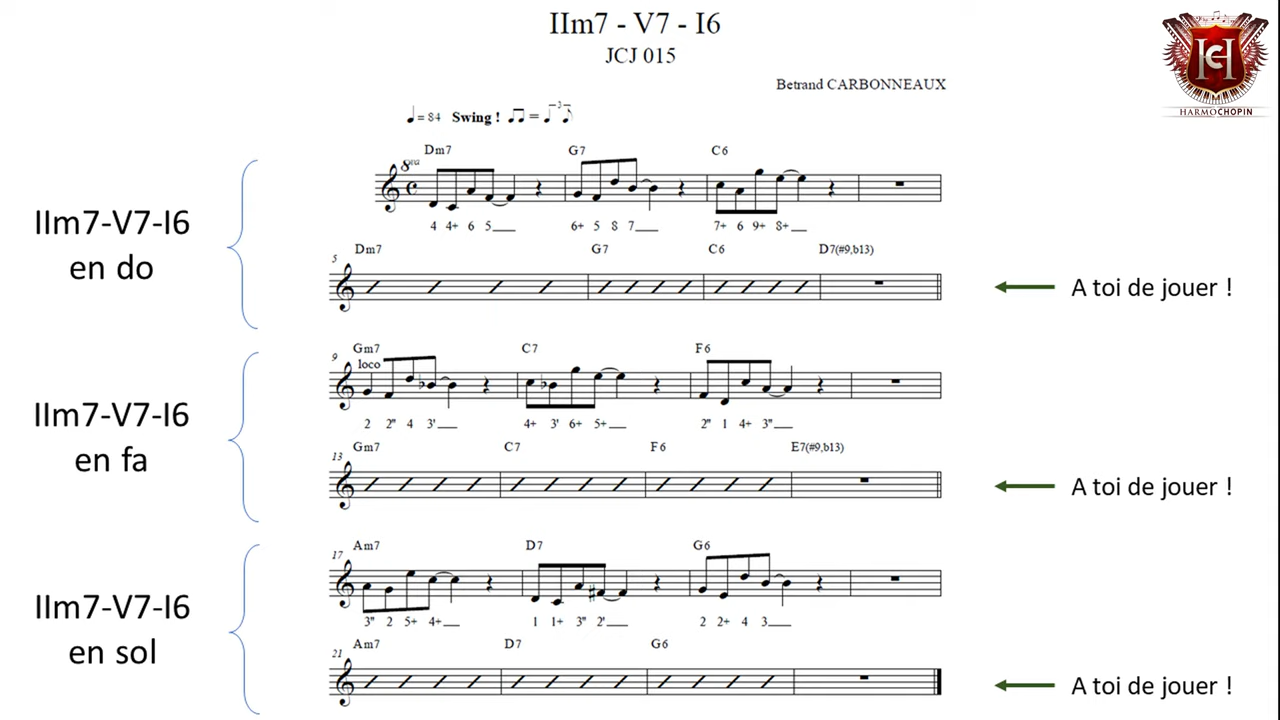 IIm7 - V7 - I6
JCJ 015
Betrand CARBONNEAUX
HC
HARMOCHOPIN
= 84 Swing ! = 3
Dm7 G7 C6
8va
4 4+ 6 5 6+ 5 8 7 7+ 6 9+ 8+
IIm7-V7-I6
en do
Dm7 G7 C6 D7(#9,b13)
5
A toi de jouer !
Gm7 C7 F6
9
loco
2 2" 4 3' 4+ 3' 6+ 5+ 2" 1 4+ 3"
IIm7-V7-I6
en fa
Gm7 C7 F6 E7(#9,b13)
13
A toi de jouer !
Am7 D7 G6
17
3" 2 5+ 4+ 1 1+ 3" 2' 2 2+ 4 3
IIm7-V7-I6
en sol
Am7 D7 G6
21
A toi de jouer !